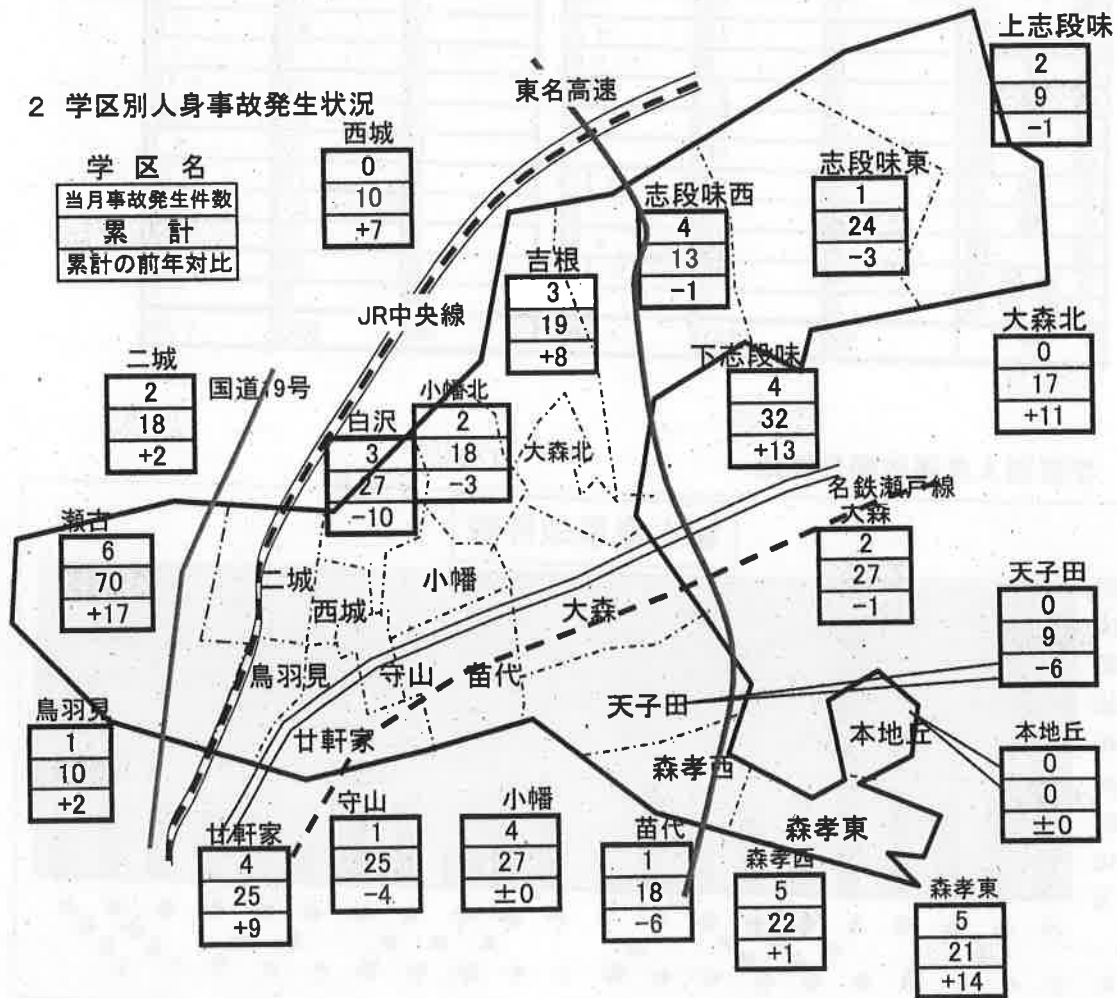 2 学区別人身事故発生状況
学区名
当月事故発生件数
累計
累計の前年対比
西城
0
10
+7
東名高速
上志段味
2
9
-1
志段味東
1
24
-3
志段味西
4
13
-1
吉根
3
19
+8
JR中央線
大森北
0
17
+11
下志段味
4
32
+13
二城
2
18
+2
国道19号
白沢
3
27
-10
小幡北
2
18
-3
大森北
名鉄瀬戸線
大森
2
27
-1
瀬古
6
70
+17
二城
西城
小幡
大森
天子田
0
9
-6
鳥羽見
守山
苗代
天子田
鳥羽見
1
10
+2
廿軒家
森孝西
本地丘
本地丘
0
0
±0
森孝東
廿軒家
4
25
+9
守山
1
25
-4
小幡
4
27
±0
苗代
1
18
-6
森孝西
5
22
+1
森孝東
5
21
+14